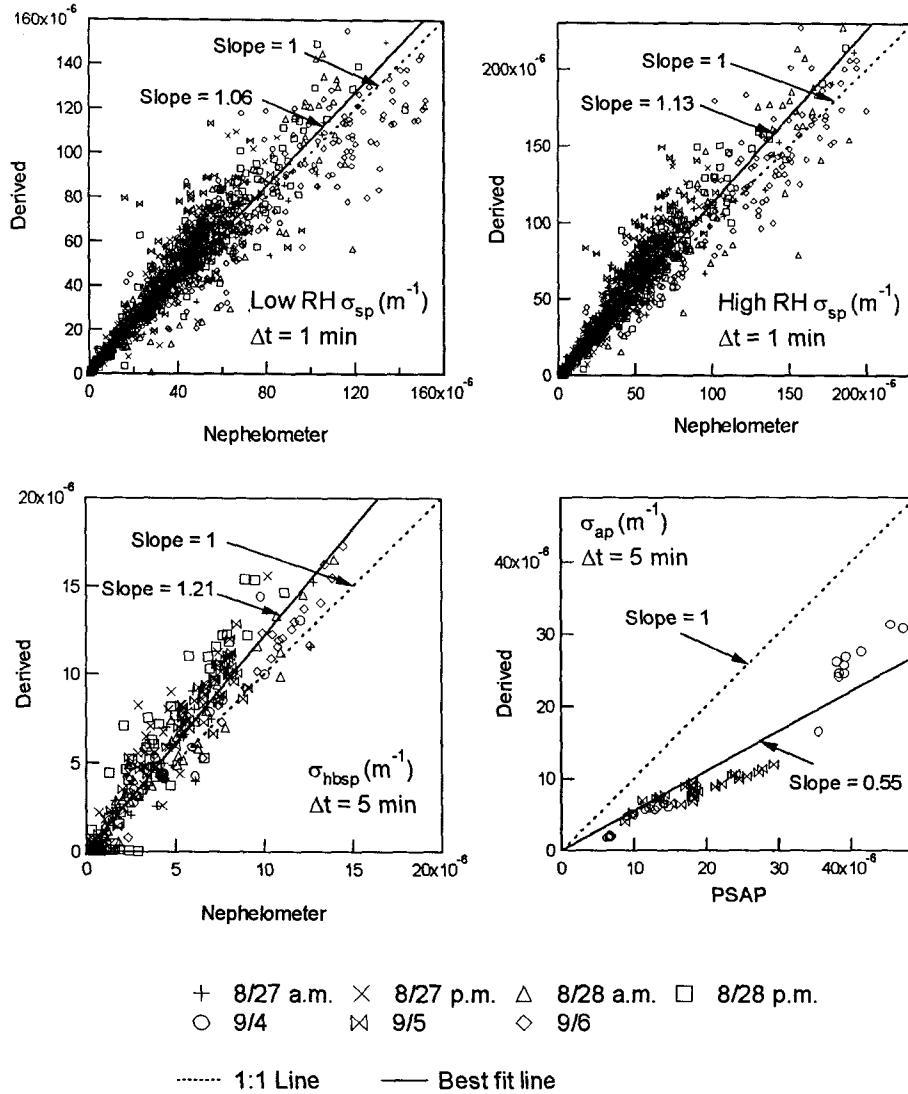 160x10⁻⁶
140
120
100
80
60
40
20
0
Derived
Slope = 1
Slope = 1.06
Low RH σsp (m⁻¹)
Δt = 1 min
0 40 80 120 160x10⁻⁶
Nephelometer
200x10⁻⁶
150
100
50
0
Derived
Slope = 1
Slope = 1.13
High RH σsp (m⁻¹)
Δt = 1 min
0 50 100 150 200x10⁻⁶
Nephelometer
20x10⁻⁶
15
10
5
0
Derived
Slope = 1
Slope = 1.21
σhbsp (m⁻¹)
Δt = 5 min
0 5 10 15 20x10⁻⁶
Nephelometer
σap (m⁻¹)
Δt = 5 min
40x10⁻⁶
30
20
10
0
Derived
Slope = 1
Slope = 0.55
0 10 20 30 40x10⁻⁶
PSAP
+ 8/27 a.m. × 8/27 p.m. △ 8/28 a.m. □ 8/28 p.m.
○ 9/4 ⋈ 9/5 ◇ 9/6
1:1 Line Best fit line